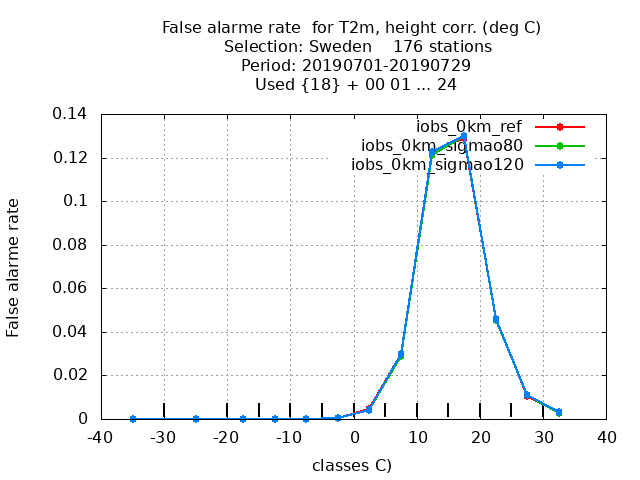 False alarme rate  for T2m, height corr. (deg C)
Selection: Sweden    176 stations
Period: 20190701-20190729
Used {18} + 00 01 ... 24
0.14
0.12
0.1
0.08
0.06
0.04
0.02
0
False alarme rate
iobs_0km_ref
iobs_0km_sigmao80
iobs_0km_sigmao120
-40 -30 -20 -10 0 10 20 30 40
classes C)